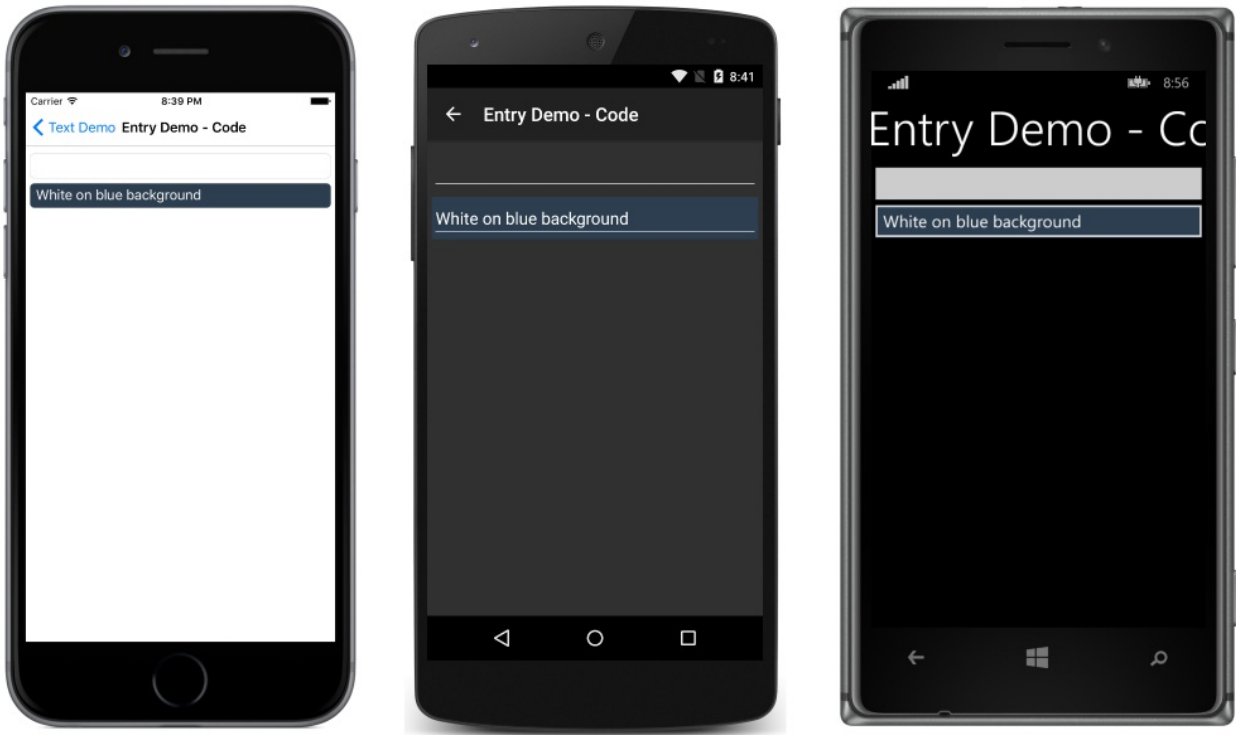 Carrier 8:39 PM
Text Demo Entry Demo - Code
White on blue background
8:41
Entry Demo - Code
White on blue background
8:56
Entry Demo - Co
White on blue background